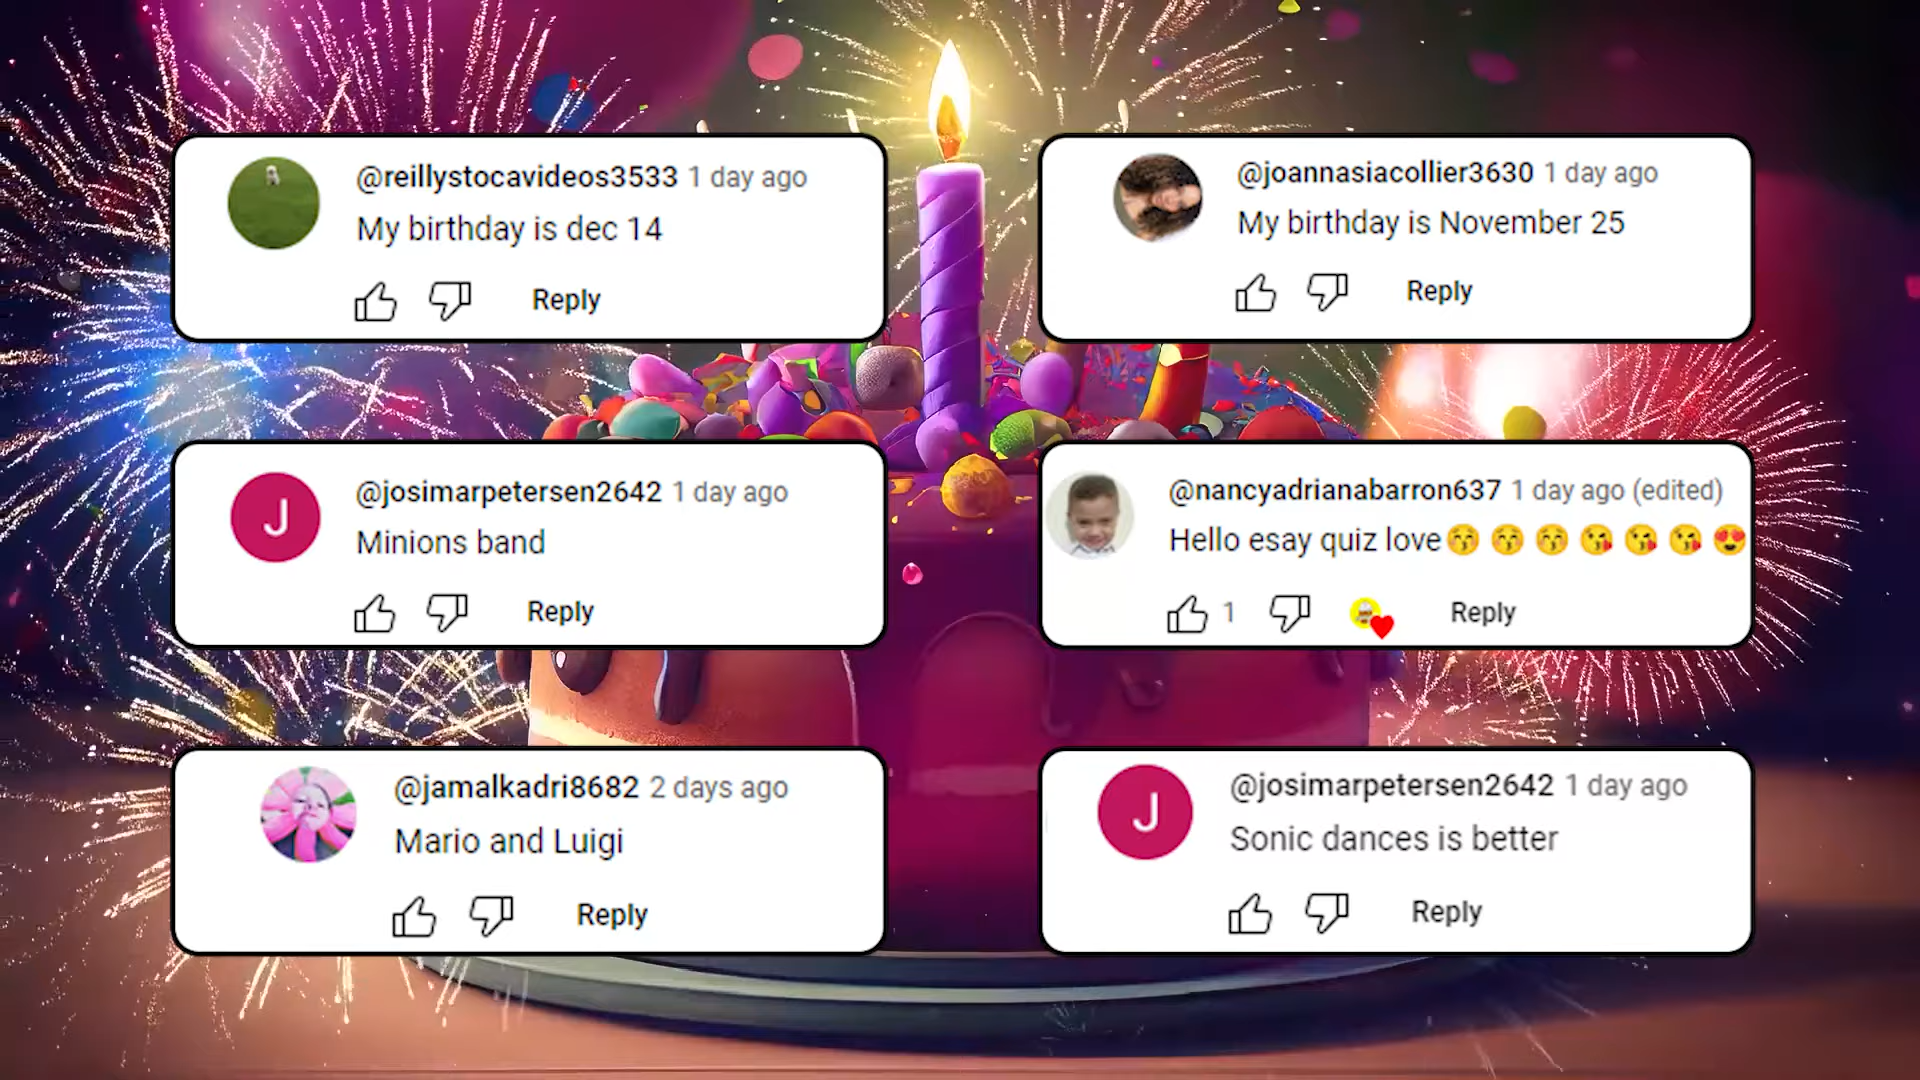 @reillystocavideos3533 1 day ago
My birthday is dec 14
Reply
@joannasiacollier3630 1 day ago
My birthday is November 25
Reply
J
@josimarpetersen2642 1 day ago
Minions band
Reply
@nancyadrianabarron637 1 day ago (edited)
Hello esay quiz love😚 😚 😚 😘 😘 😘 😍
1 Reply
@jamalkadri8682 2 days ago
Mario and Luigi
Reply
J
@josimarpetersen2642 1 day ago
Sonic dances is better
Reply